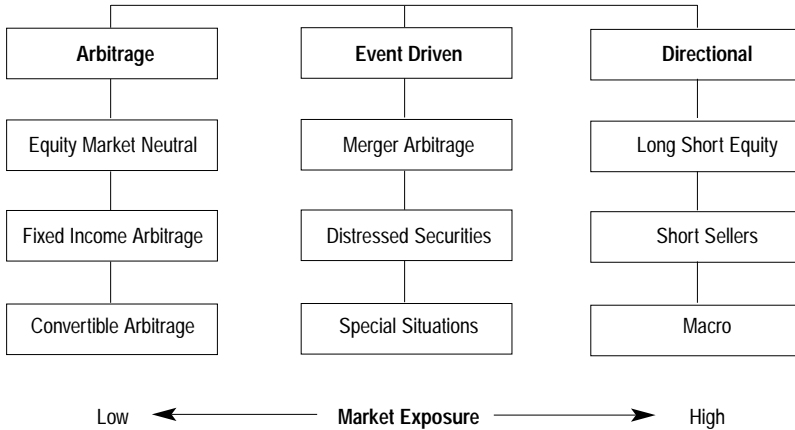 Arbitrage
Event Driven
Directional
Equity Market Neutral
Merger Arbitrage
Long Short Equity
Fixed Income Arbitrage
Distressed Securities
Short Sellers
Convertible Arbitrage
Special Situations
Macro
Low
Market Exposure
High